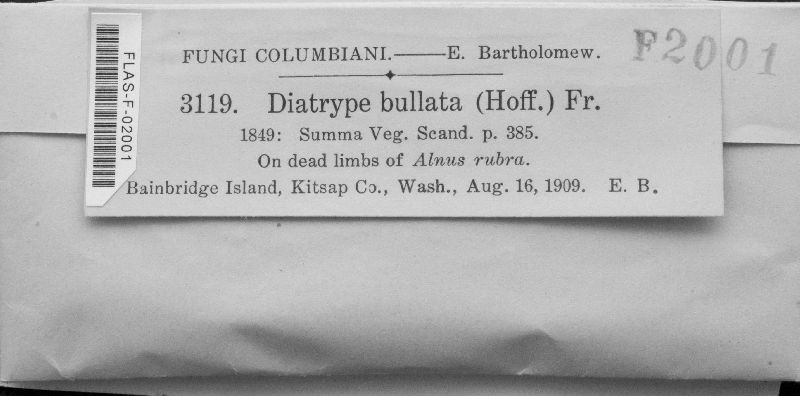 FUNGI COLUMBIANI.——E. Bartholomew.
F2001
3119. Diatrype bullata (Hoff.) Fr.
1849: Summa Veg. Scand. p. 385.
On dead limbs of Alnus rubra.
Bainbridge Island, Kitsap Co., Wash., Aug. 16, 1909. E. B.
FLAS-F-02001